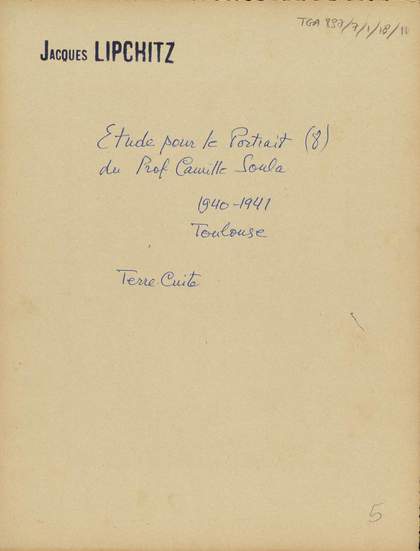 TGA 897/7/1/18/11
JACQUES LIPCHITZ
Etude pour le Portrait (8)
du Prof. Camille Soula
1940-1941
Toulouse
Terre Cuite
5